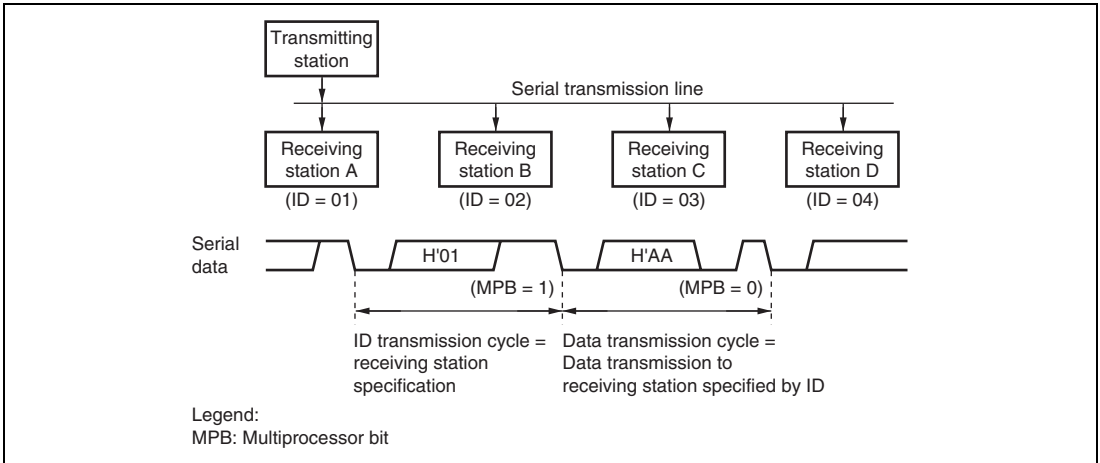 Transmitting
station
Serial transmission line
Receiving
station A
(ID = 01)
Receiving
station B
(ID = 02)
Receiving
station C
(ID = 03)
Receiving
station D
(ID = 04)
Serial
data
H'01
(MPB = 1)
H'AA
(MPB = 0)
ID transmission cycle =
receiving station
specification
Data transmission cycle =
Data transmission to
receiving station specified by ID
Legend:
MPB: Multiprocessor bit